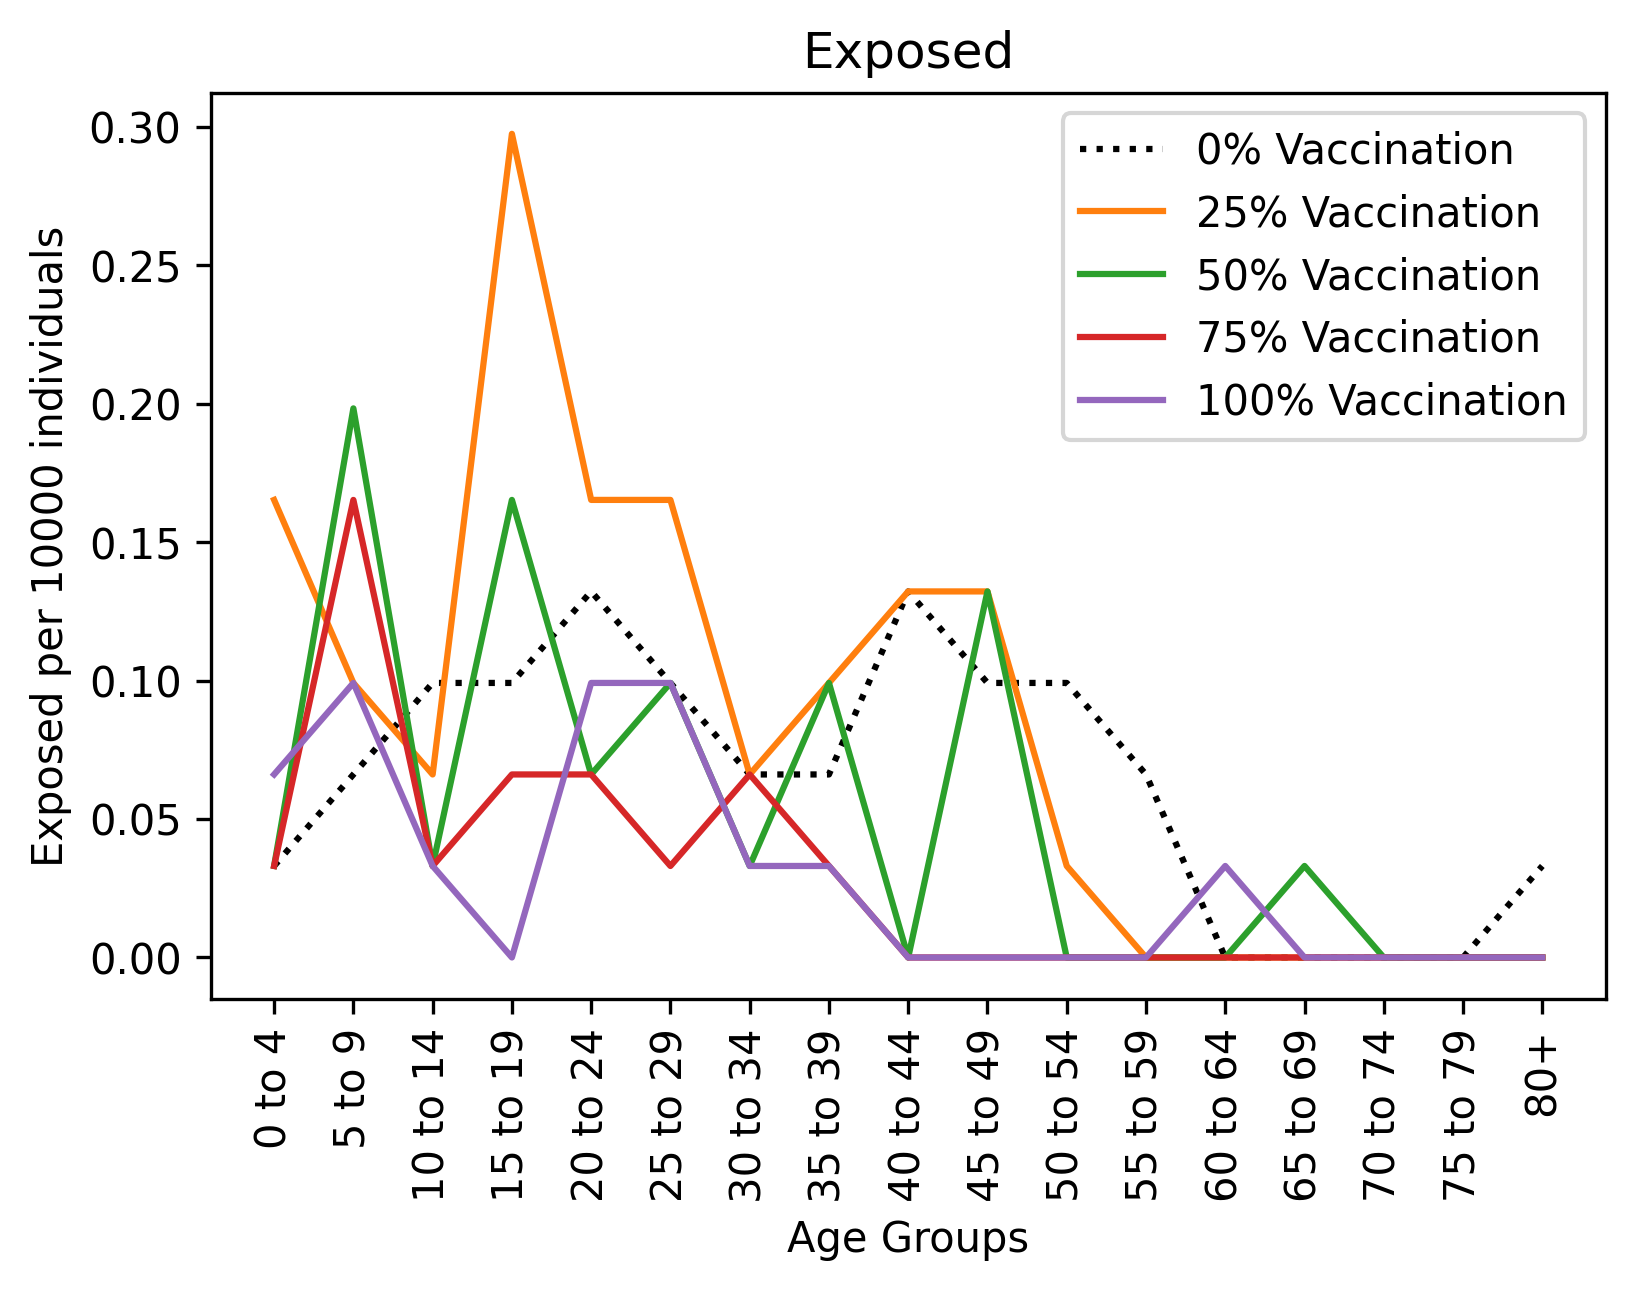 Exposed
Exposed per 10000 individuals
0.30
0.25
0.20
0.15
0.10
0.05
0.00
0% Vaccination
25% Vaccination
50% Vaccination
75% Vaccination
100% Vaccination
0 to 4
5 to 9
10 to 14
15 to 19
20 to 24
25 to 29
30 to 34
35 to 39
40 to 44
45 to 49
50 to 54
55 to 59
60 to 64
65 to 69
70 to 74
75 to 79
80+
Age Groups